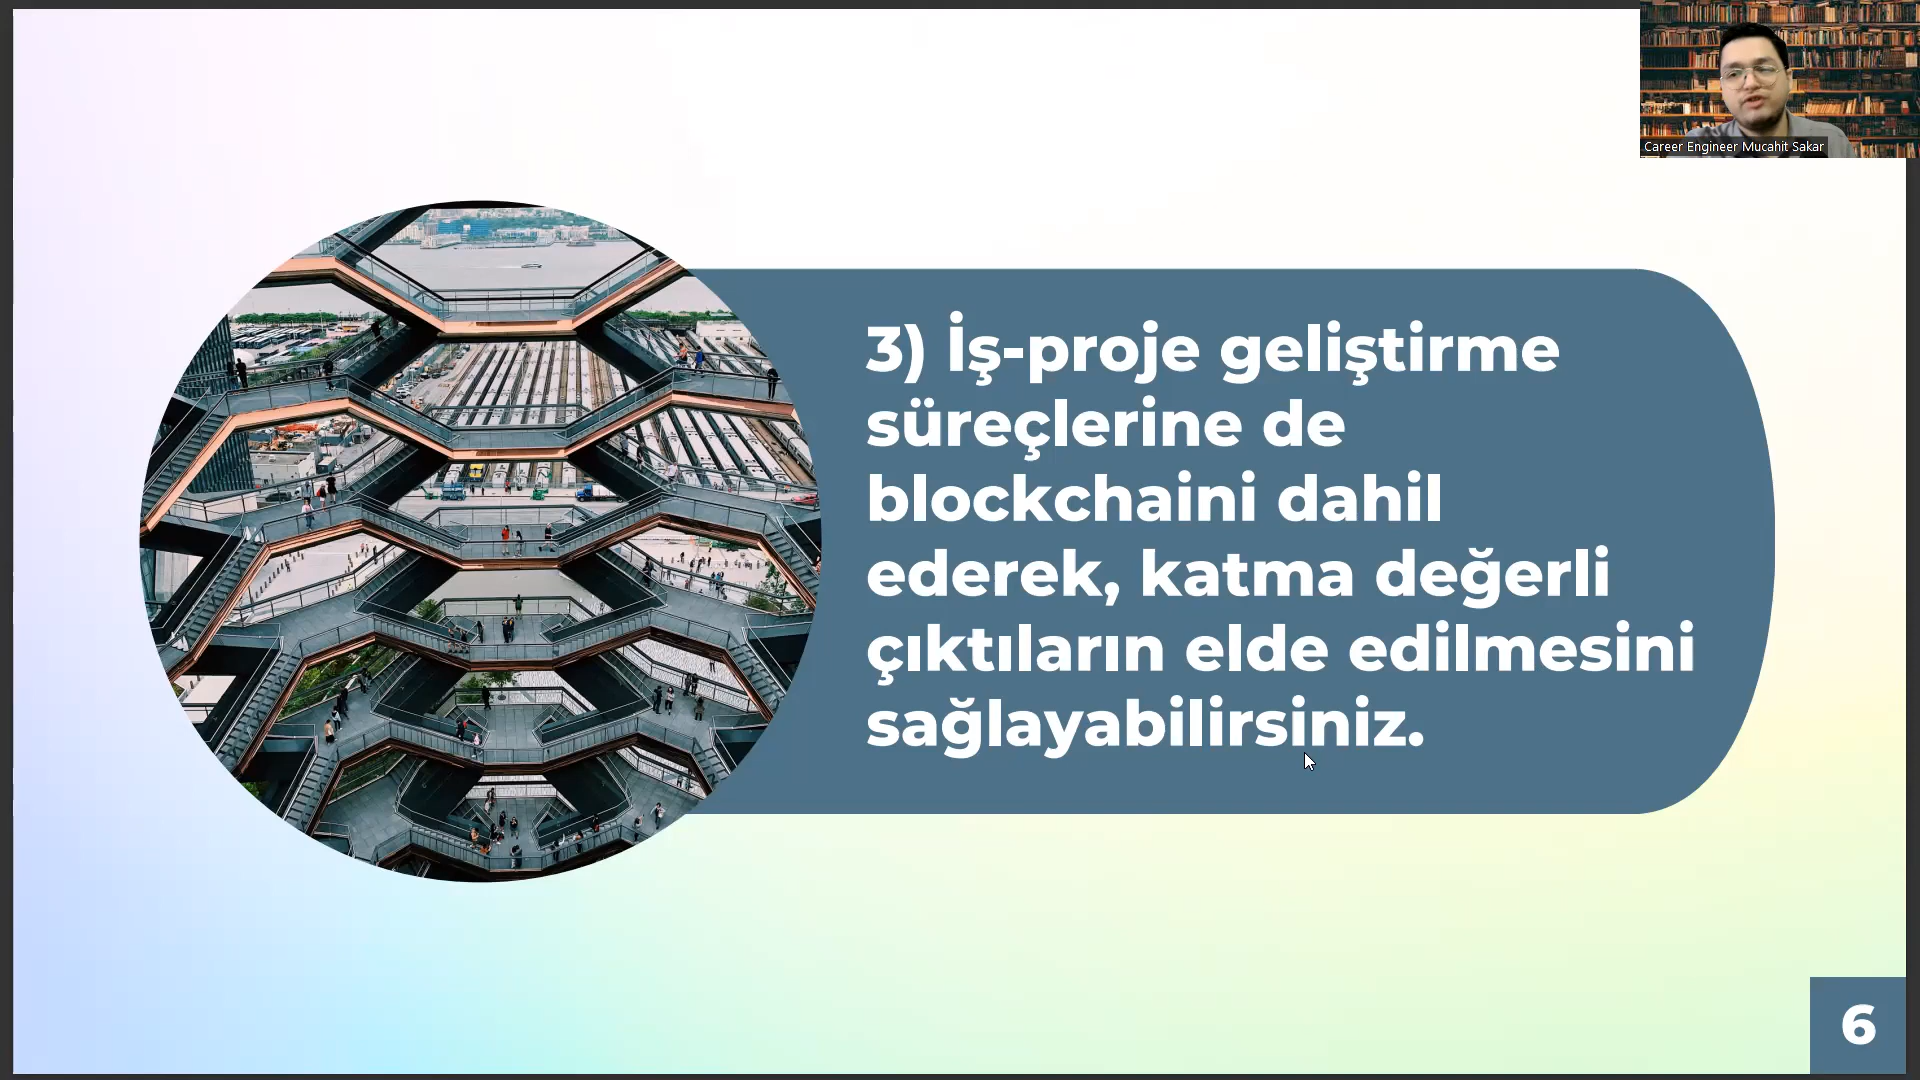 Career Engineer Mucahit Sakar
3) İş-proje geliştirme
süreçlerine de
blockchaini dahil
ederek, katma değerli
çıktıların elde edilmesini
sağlayabilirsiniz.
6